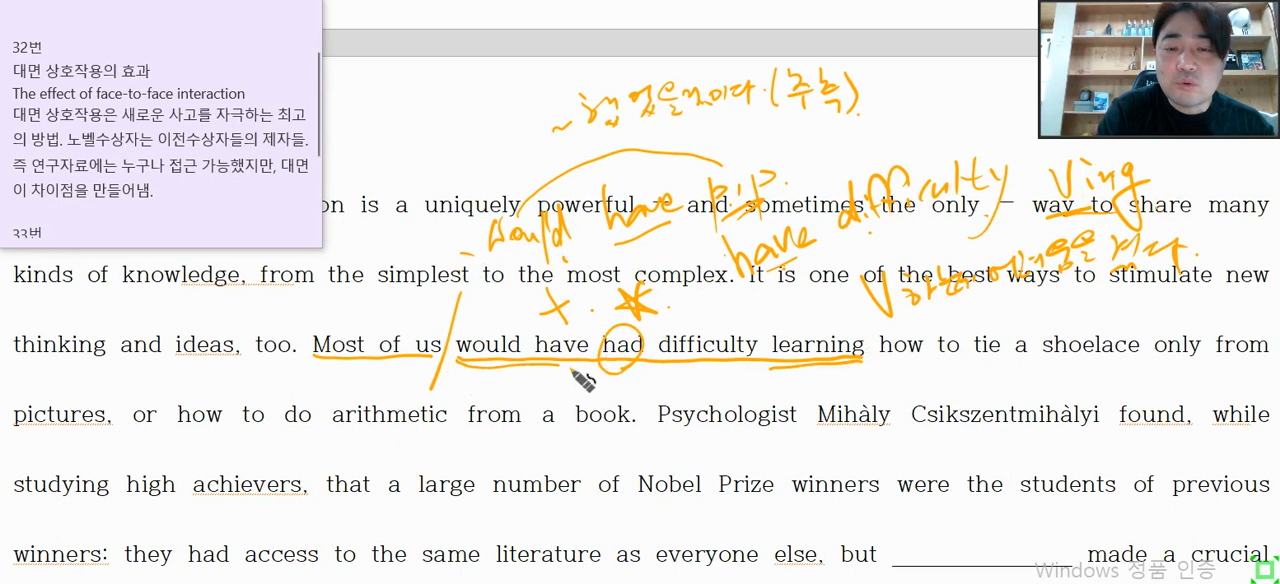 32번
대면 상호작용의 효과
The effect of face-to-face interaction
대면 상호작용은 새로운 사고를 자극하는 최고
의 방법. 노벨수상자는 이전수상자들의 제자들.
즉 연구자료에는 누구나 접근 가능했지만, 대면
이 차이점을 만들어냄.
33번
~ 했었을것이다. (추측)
~ would have p.p.
have difficulty Ving
V하는데 어려움을 겪다.
on is a uniquely powerful — and sometimes the only — way to share many
kinds of knowledge, from the simplest to the most complex. It is one of the best ways to stimulate new
thinking and ideas, too. Most of us would have had difficulty learning how to tie a shoelace only from
pictures, or how to do arithmetic from a book. Psychologist Mihàly Csikszentmihàlyi found, while
studying high achievers, that a large number of Nobel Prize winners were the students of previous
winners: they had access to the same literature as everyone else, but ________________ made a crucial
Windows 정품 인증